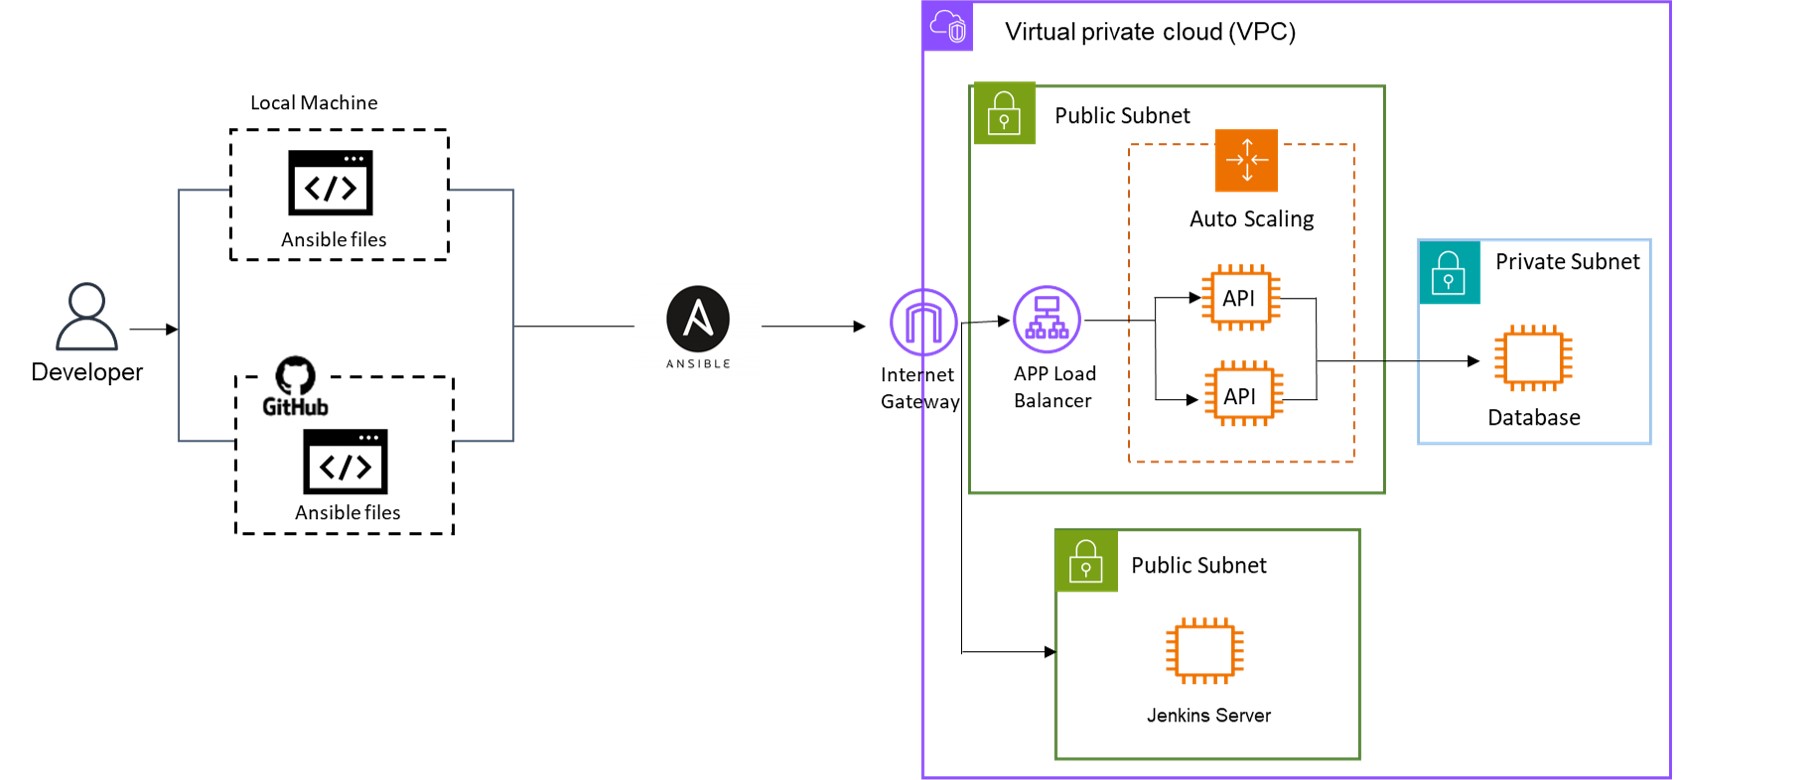 Virtual private cloud (VPC)
Local Machine
Public Subnet
Auto Scaling
Ansible files
Private Subnet
API
Developer
ANSIBLE
Internet
Gateway
APP Load
Balancer
API
Database
GitHub
Ansible files
Public Subnet
Jenkins Server